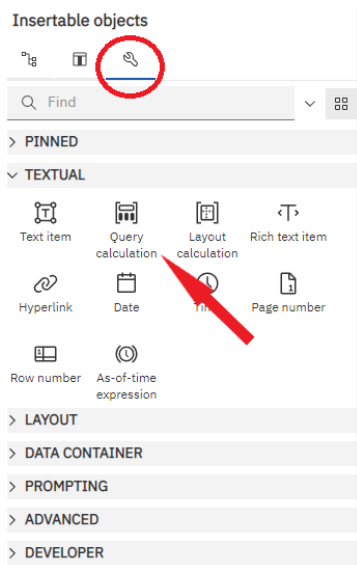 Insertable objects
Find
PINNED
TEXTUAL
Text item
Query calculation
Layout calculation
Rich text item
Hyperlink
Date
Page number
Row number
As-of-time expression
LAYOUT
DATA CONTAINER
PROMPTING
ADVANCED
DEVELOPER